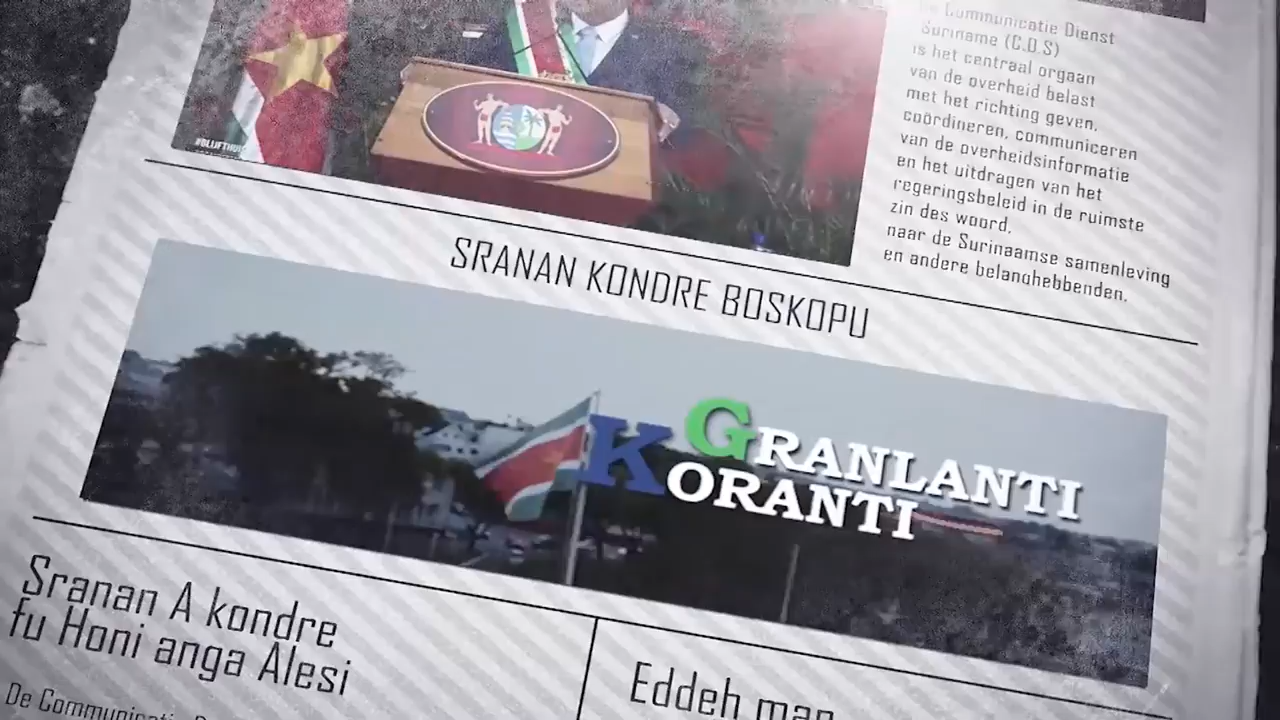 De Communicatie Dienst
Suriname (C.D.S)
is het centraal orgaan
van de overheid belast
met het richting geven,
coördineren, communiceren
van de overheidsinformatie
en het uitdragen van het
regeringsbeleid in de ruimste
zin des woord,
naar de Surinaamse samenleving
en andere belanghebbenden.
SRANAN KONDRE BOSKOPU
GRANLANTI
KORANTI
Sranan A kondre
fu Honi anga Alesi
De Communicatie
Eddeh man